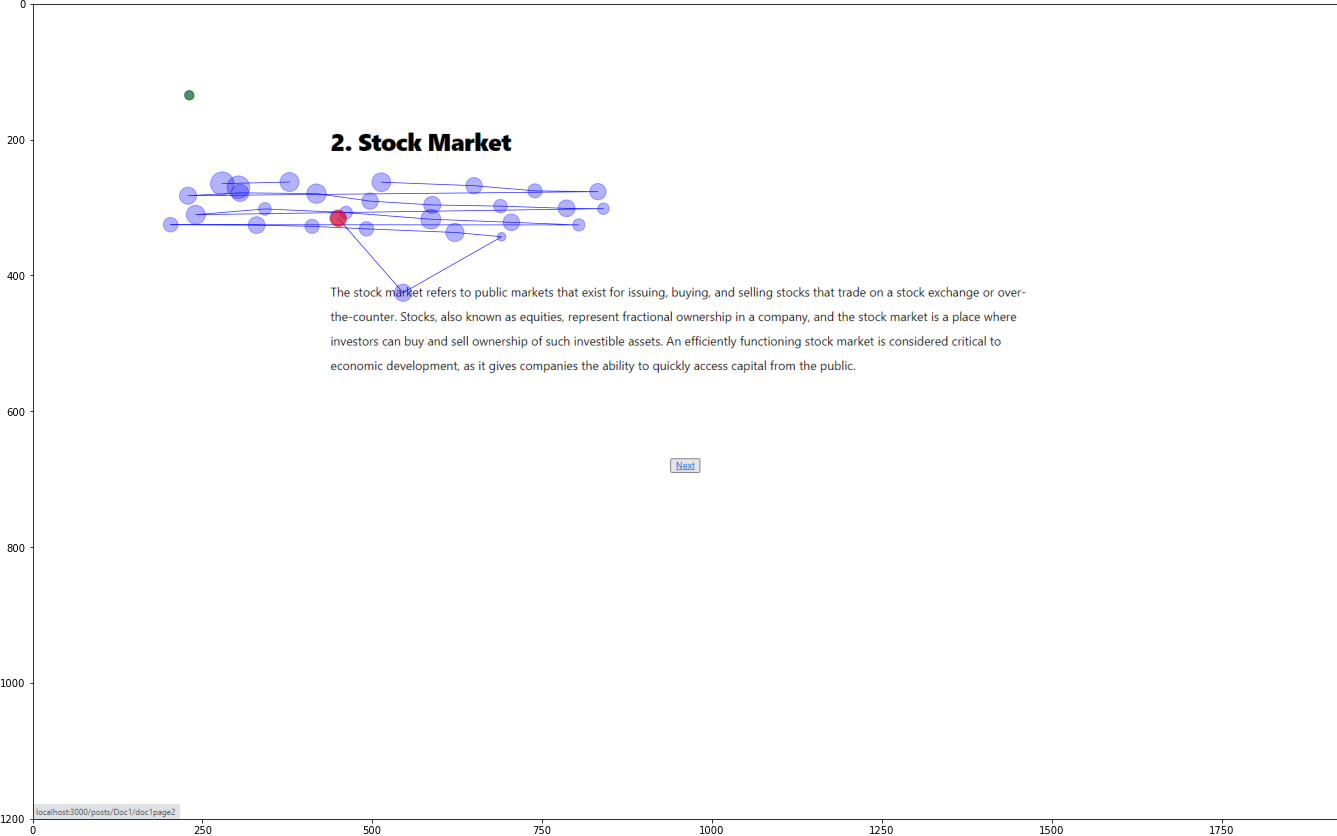 0
200
2. Stock Market
400
The stock market refers to public markets that exist for issuing, buying, and selling stocks that trade on a stock exchange or over-
the-counter. Stocks, also known as equities, represent fractional ownership in a company, and the stock market is a place where
investors can buy and sell ownership of such investible assets. An efficiently functioning stock market is considered critical to
economic development, as it gives companies the ability to quickly access capital from the public.
600
Next
800
1000
localhost:3000/posts/Doc1/doc1page2
1200
0 250 500 750 1000 1250 1500 1750